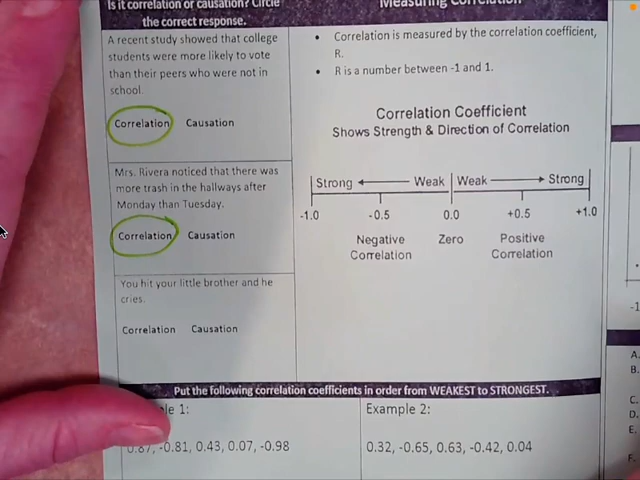 Is it correlation or causation? Circle
the correct response.
A recent study showed that college
students were more likely to vote
than their peers who were not in
school.
Correlation Causation
Mrs. Rivera noticed that there was
more trash in the hallways after
Monday than Tuesday.
Correlation Causation
You hit your little brother and he
cries.
Correlation Causation
Measuring Correlation
• Correlation is measured by the correlation coefficient,
R.
• R is a number between -1 and 1.
Correlation Coefficient
Shows Strength & Direction of Correlation
Strong Weak Weak Strong
-1.0 -0.5 0.0 +0.5 +1.0
Negative Zero Positive
Correlation Correlation
Put the following correlation coefficients in order from WEAKEST to STRONGEST.
1:
0.87, -0.81, 0.43, 0.07, -0.98
Example 2:
0.32, -0.65, 0.63, -0.42, 0.04
-1
A.
B.
C.
D.
E.
F.